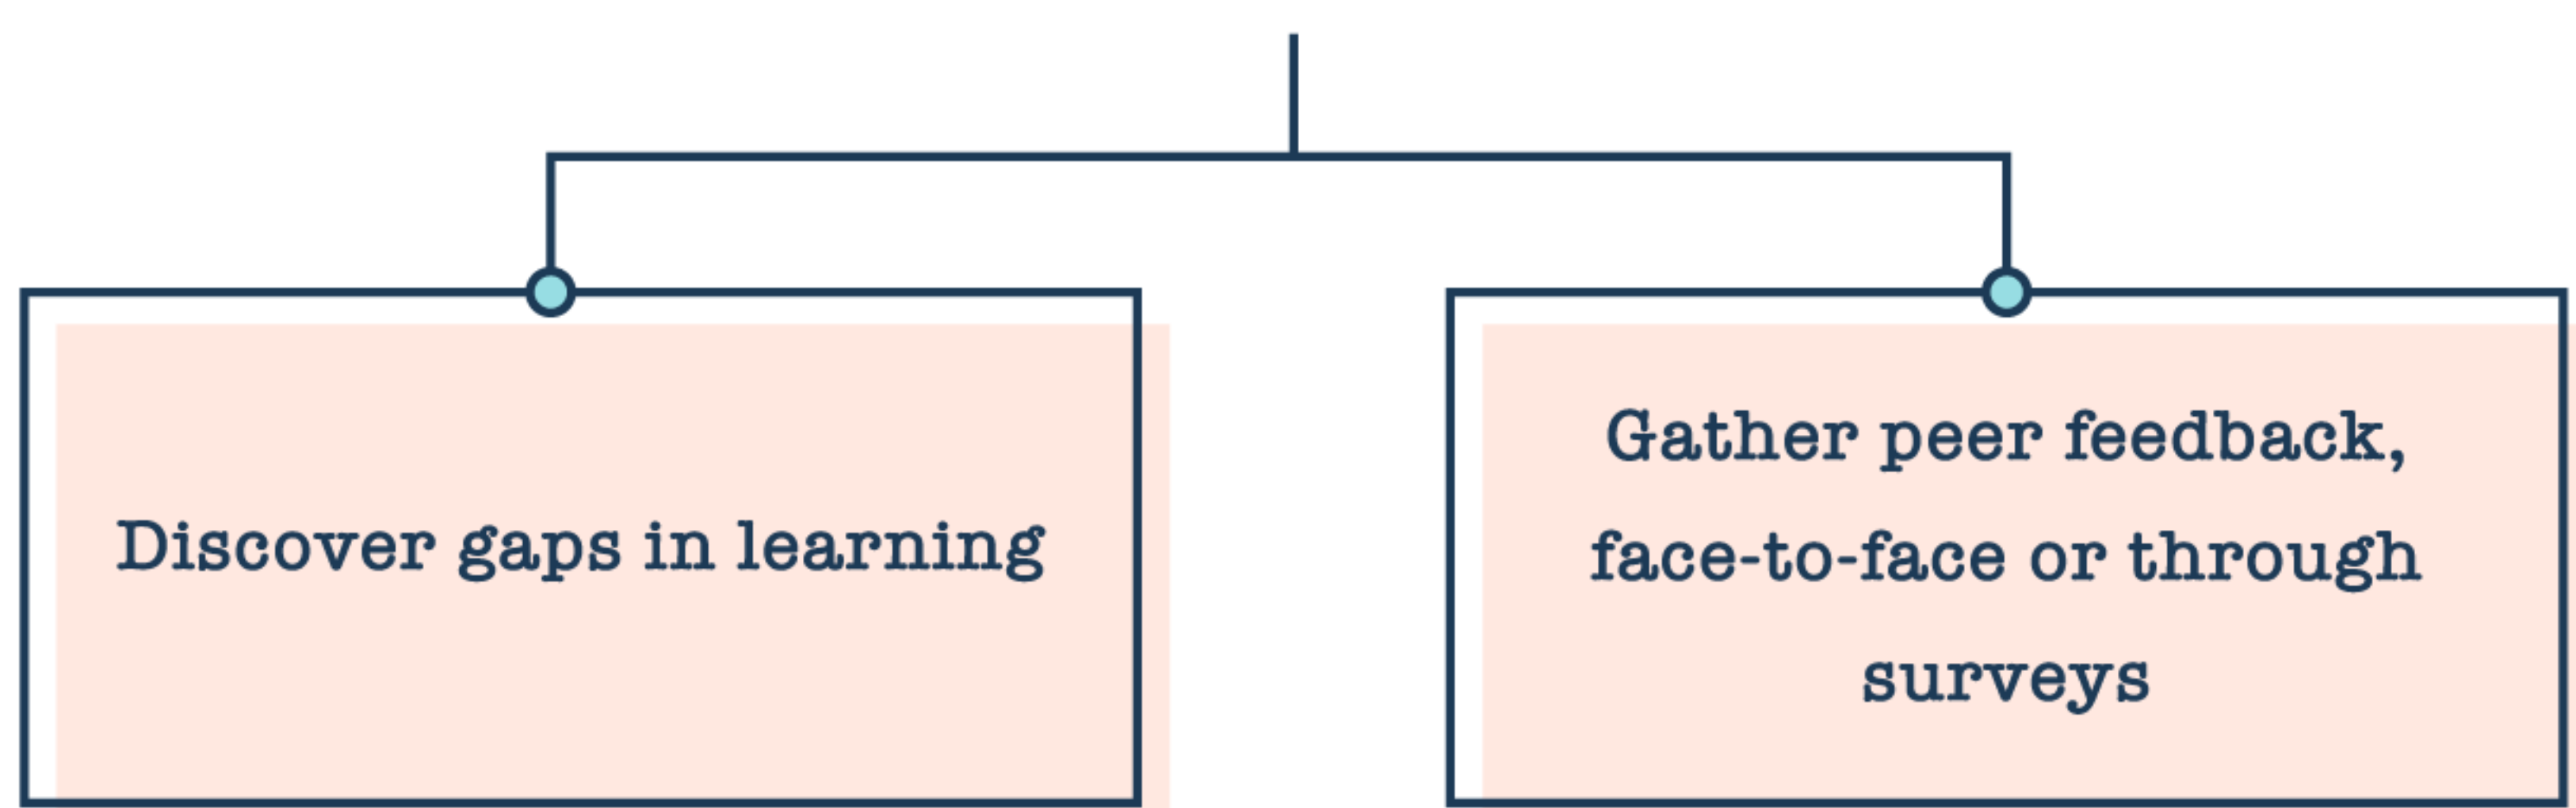 Discover gaps in learning
Gather peer feedback,
face-to-face or through
surveys